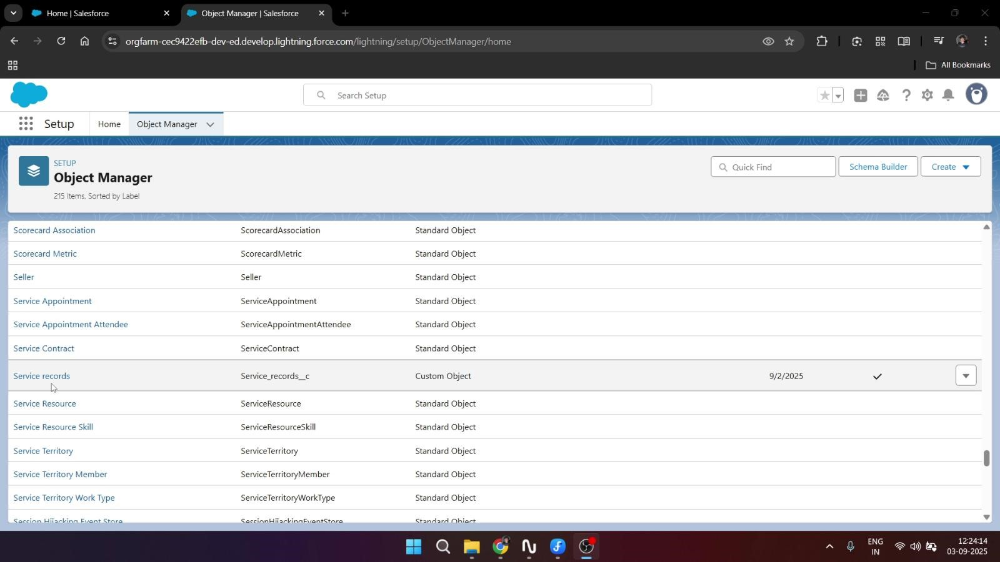 Home | Salesforce
Object Manager | Salesforce
orgfarm-cec9422efb-dev-ed.develop.lightning.force.com/lightning/setup/ObjectManager/home
All Bookmarks
Search Setup
Setup
Home
Object Manager
SETUP
Object Manager
215 Items, Sorted by Label
Quick Find
Schema Builder
Create
Scorecard Association ScorecardAssociation Standard Object
Scorecard Metric ScorecardMetric Standard Object
Seller Seller Standard Object
Service Appointment ServiceAppointment Standard Object
Service Appointment Attendee ServiceAppointmentAttendee Standard Object
Service Contract ServiceContract Standard Object
Service records Service_records__c Custom Object 9/2/2025
Service Resource ServiceResource Standard Object
Service Resource Skill ServiceResourceSkill Standard Object
Service Territory ServiceTerritory Standard Object
Service Territory Member ServiceTerritoryMember Standard Object
Service Territory Work Type ServiceTerritoryWorkType Standard Object
Session Hijacking Event Store SessionHijackingEventStore Standard Object
ENG
IN
12:24:14
03-09-2025